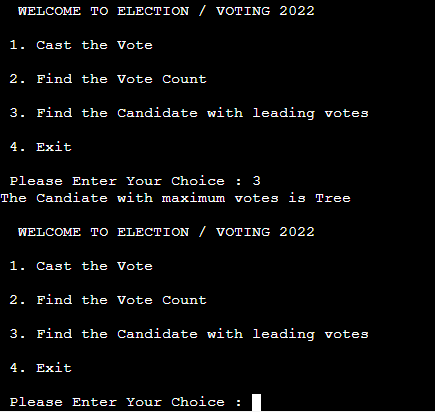 WELCOME TO ELECTION / VOTING 2022
1. Cast the Vote
2. Find the Vote Count
3. Find the Candidate with leading votes
4. Exit
Please Enter Your Choice : 3
The Candiate with maximum votes is Tree
WELCOME TO ELECTION / VOTING 2022
1. Cast the Vote
2. Find the Vote Count
3. Find the Candidate with leading votes
4. Exit
Please Enter Your Choice :